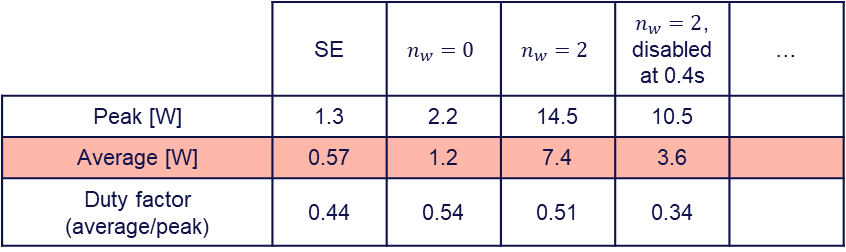 SE $n_w = 0$ $n_w = 2$ $n_w = 2$, disabled at 0.4s …
Peak [W] 1.3 2.2 14.5 10.5
Average [W] 0.57 1.2 7.4 3.6
Duty factor (average/peak) 0.44 0.54 0.51 0.34